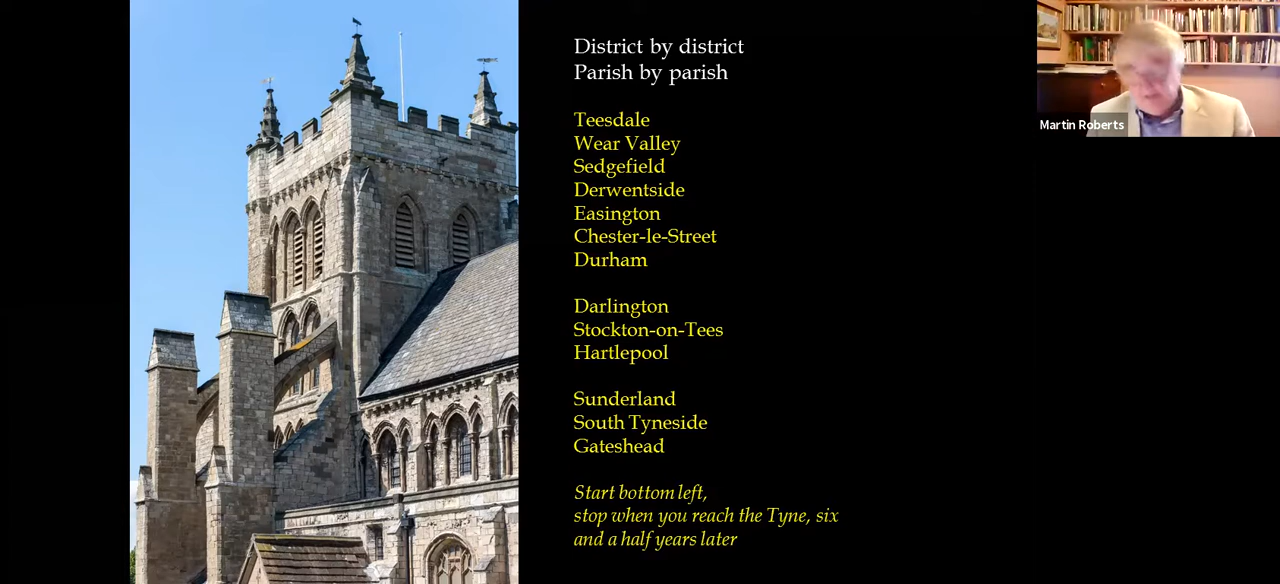 District by district
Parish by parish
Teesdale
Wear Valley
Sedgefield
Derwentside
Easington
Chester-le-Street
Durham
Darlington
Stockton-on-Tees
Hartlepool
Sunderland
South Tyneside
Gateshead
Start bottom left,
stop when you reach the Tyne, six
and a half years later
Martin Roberts